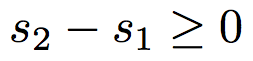 s₂ − s₁ ≥ 0